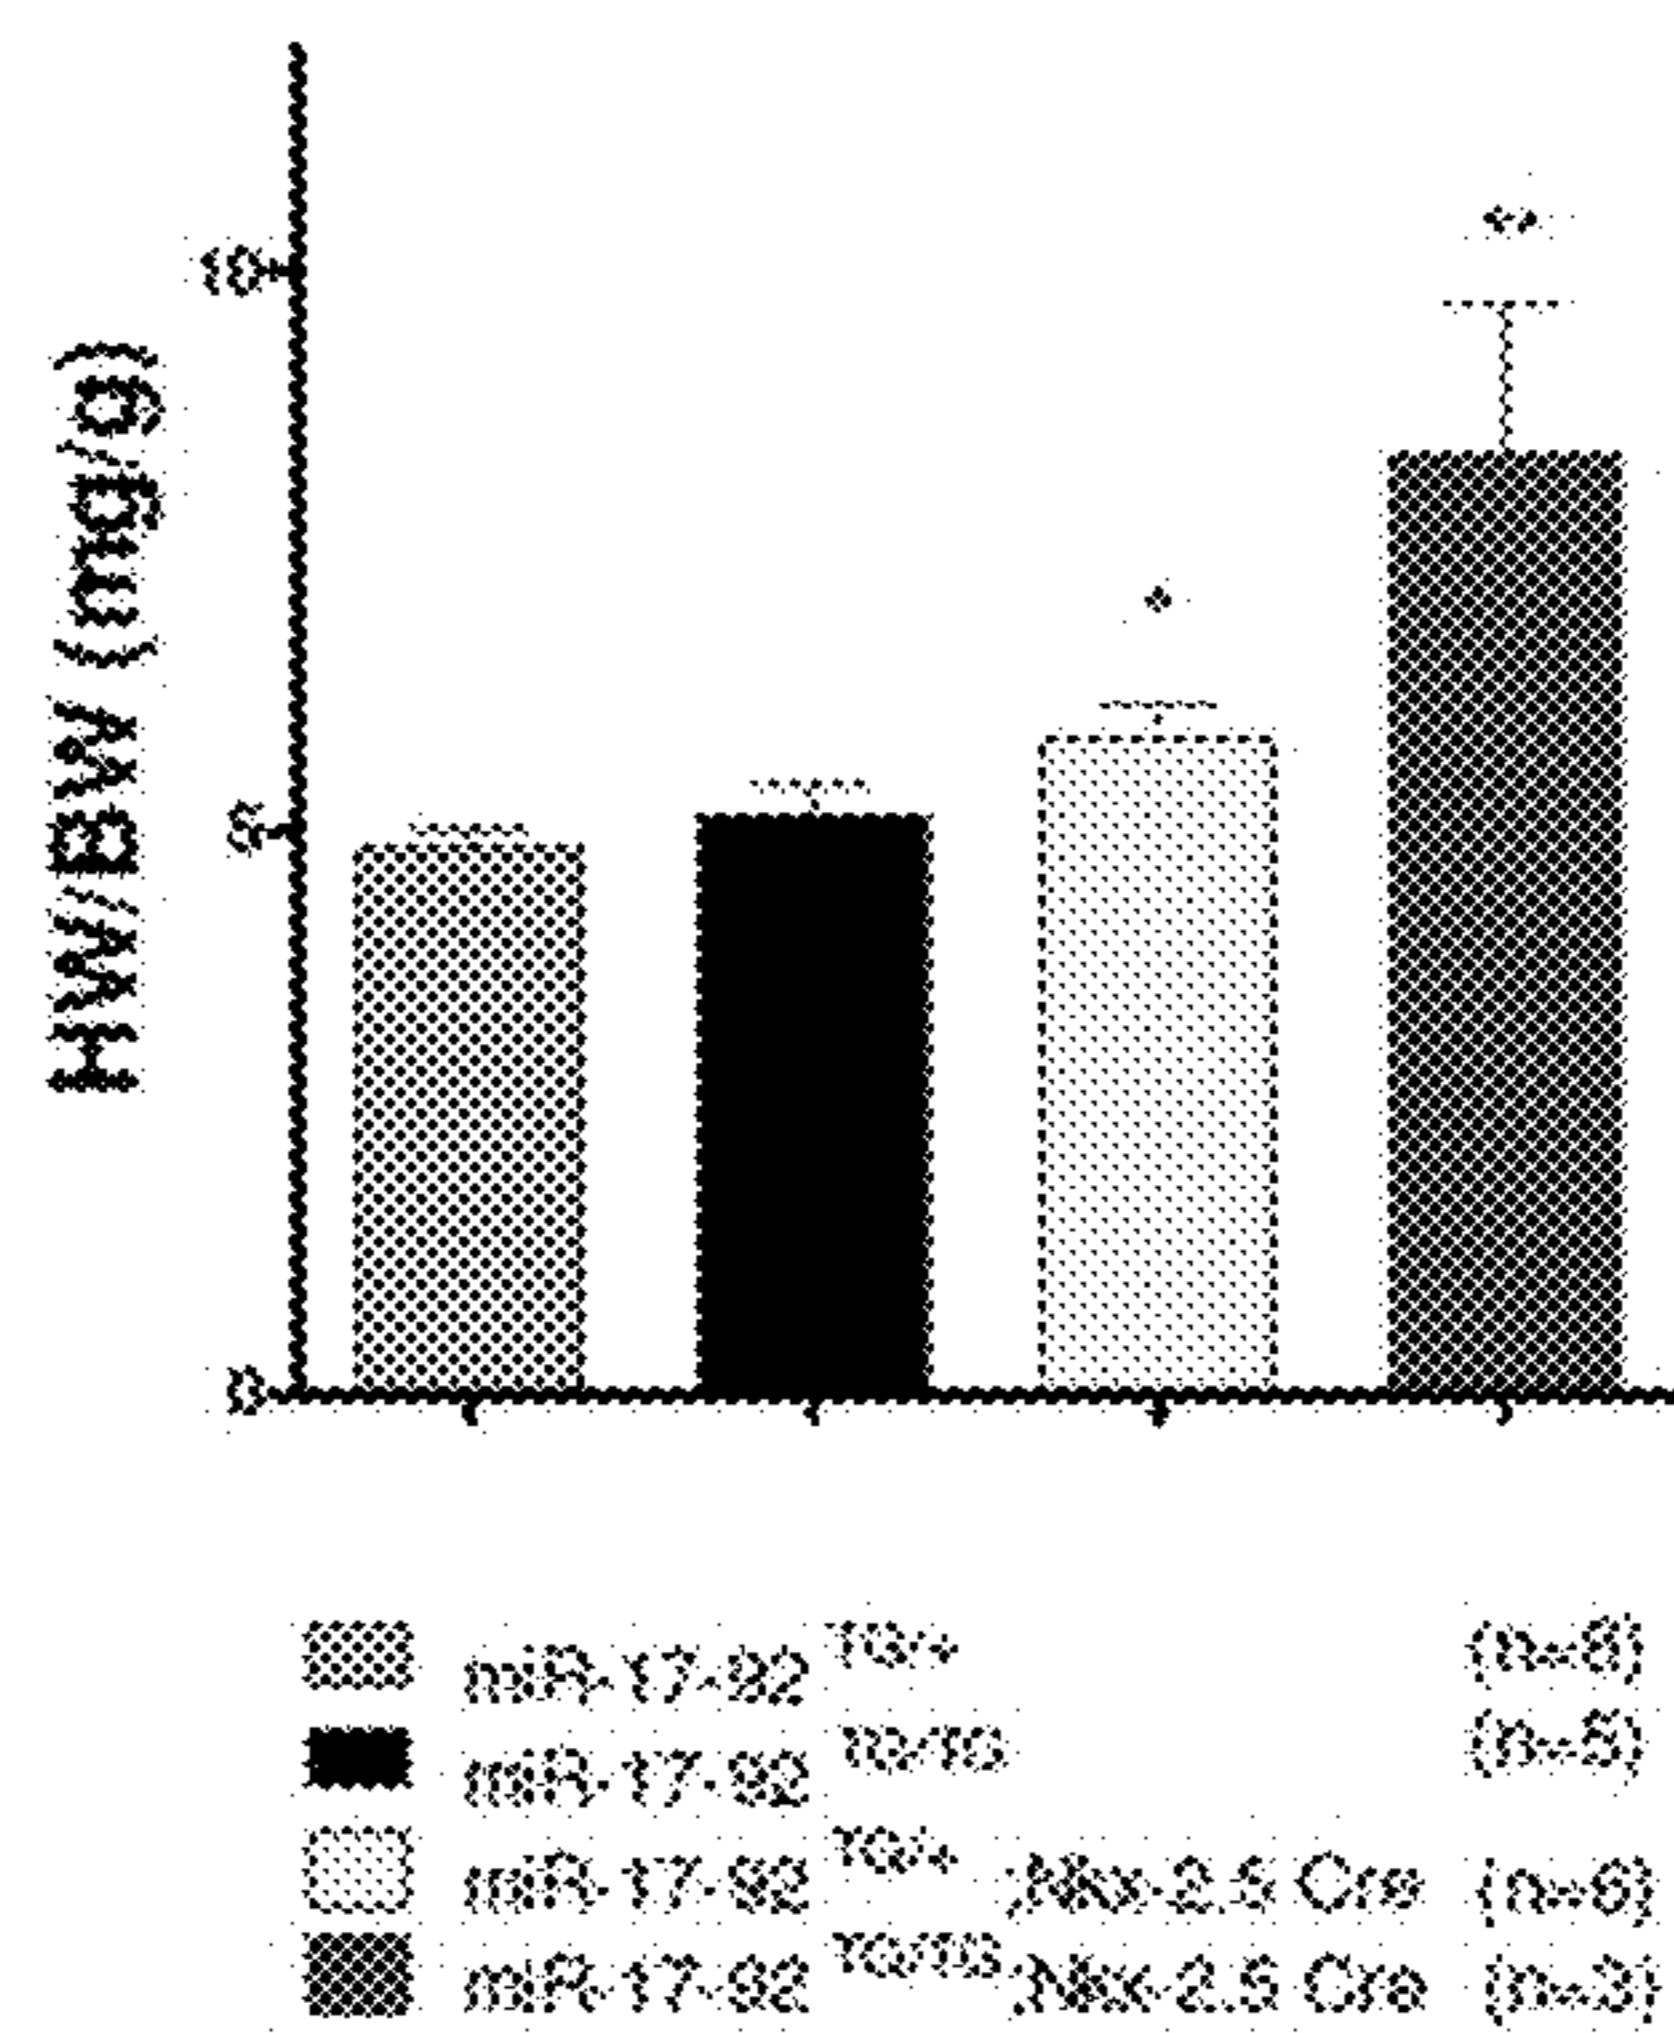 HW/BW (mg/g)
10
5
0
**
*
miR-17-92 TG/+ (n=8)
miR-17-92 TG/TG (n=5)
miR-17-92 TG/+ ;Nkx-2.5 Cre (n=6)
miR-17-92 TG/TG ;Nkx-2.5 Cre (n=3)